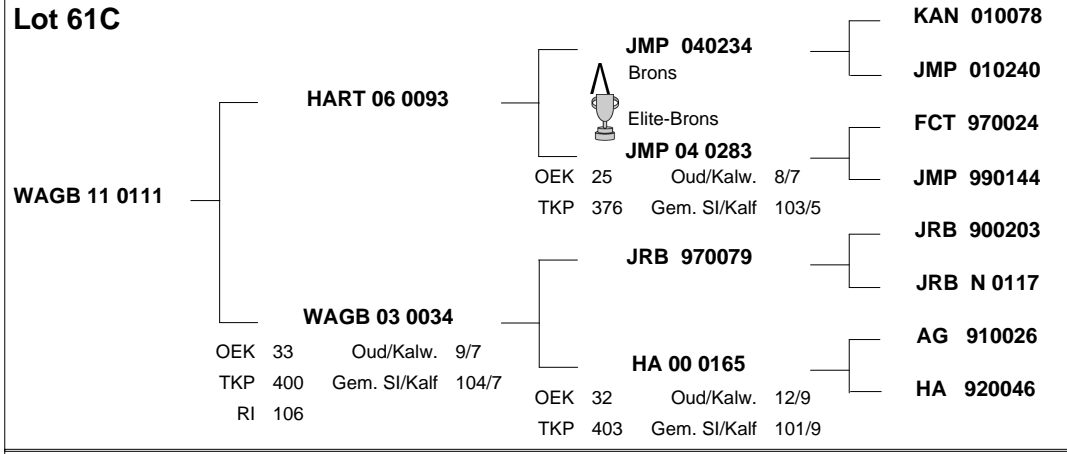 Lot 61C
KAN 010078
JMP 040234
Brons
JMP 010240
HART 06 0093
Elite-Brons
FCT 970024
JMP 04 0283
OEK 25 Oud/Kalw. 8/7
JMP 990144
WAGB 11 0111
TKP 376 Gem. SI/Kalf 103/5
JRB 900203
JRB 970079
JRB N 0117
WAGB 03 0034
AG 910026
OEK 33 Oud/Kalw. 9/7
HA 00 0165
TKP 400 Gem. SI/Kalf 104/7
HA 920046
OEK 32 Oud/Kalw. 12/9
RI 106
TKP 403 Gem. SI/Kalf 101/9